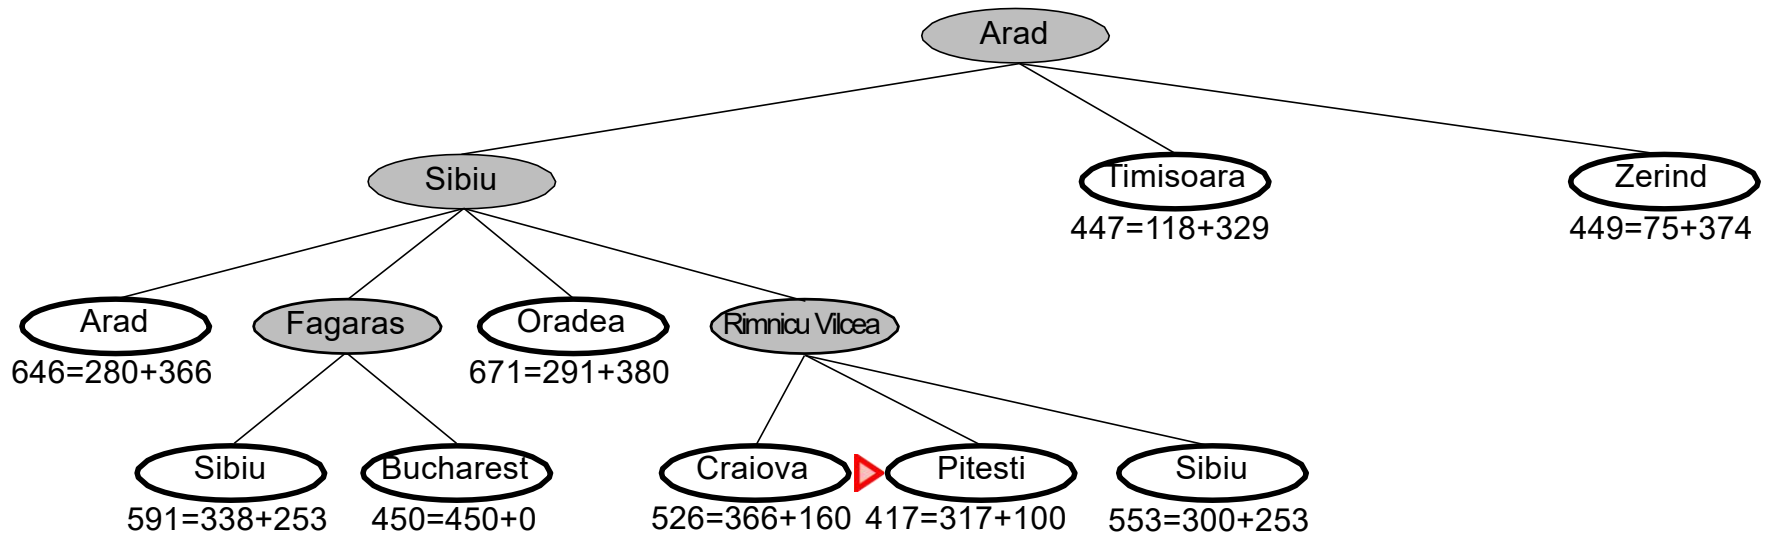 Arad
Sibiu
Timisoara
Zerind
447=118+329
449=75+374
Arad
Fagaras
Oradea
Rimnicu Vilcea
646=280+366
671=291+380
Sibiu
Bucharest
Craiova
Pitesti
Sibiu
591=338+253
450=450+0
526=366+160
417=317+100
553=300+253